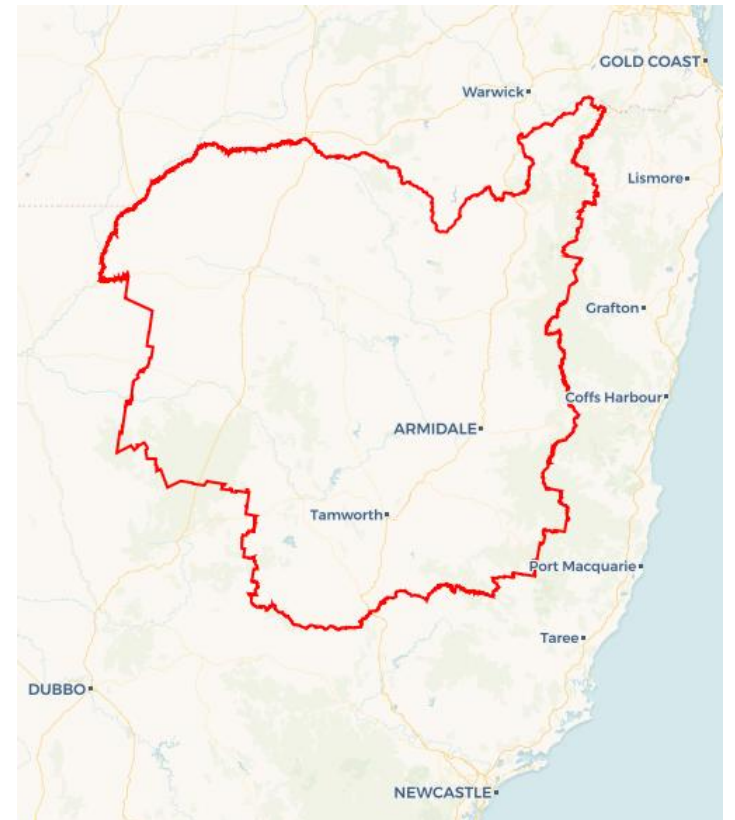 GOLD COAST
Warwick
Lismore
Grafton
Coffs Harbour
ARMIDALE
Tamworth
Port Macquarie
Taree
DUBBO
NEWCASTLE